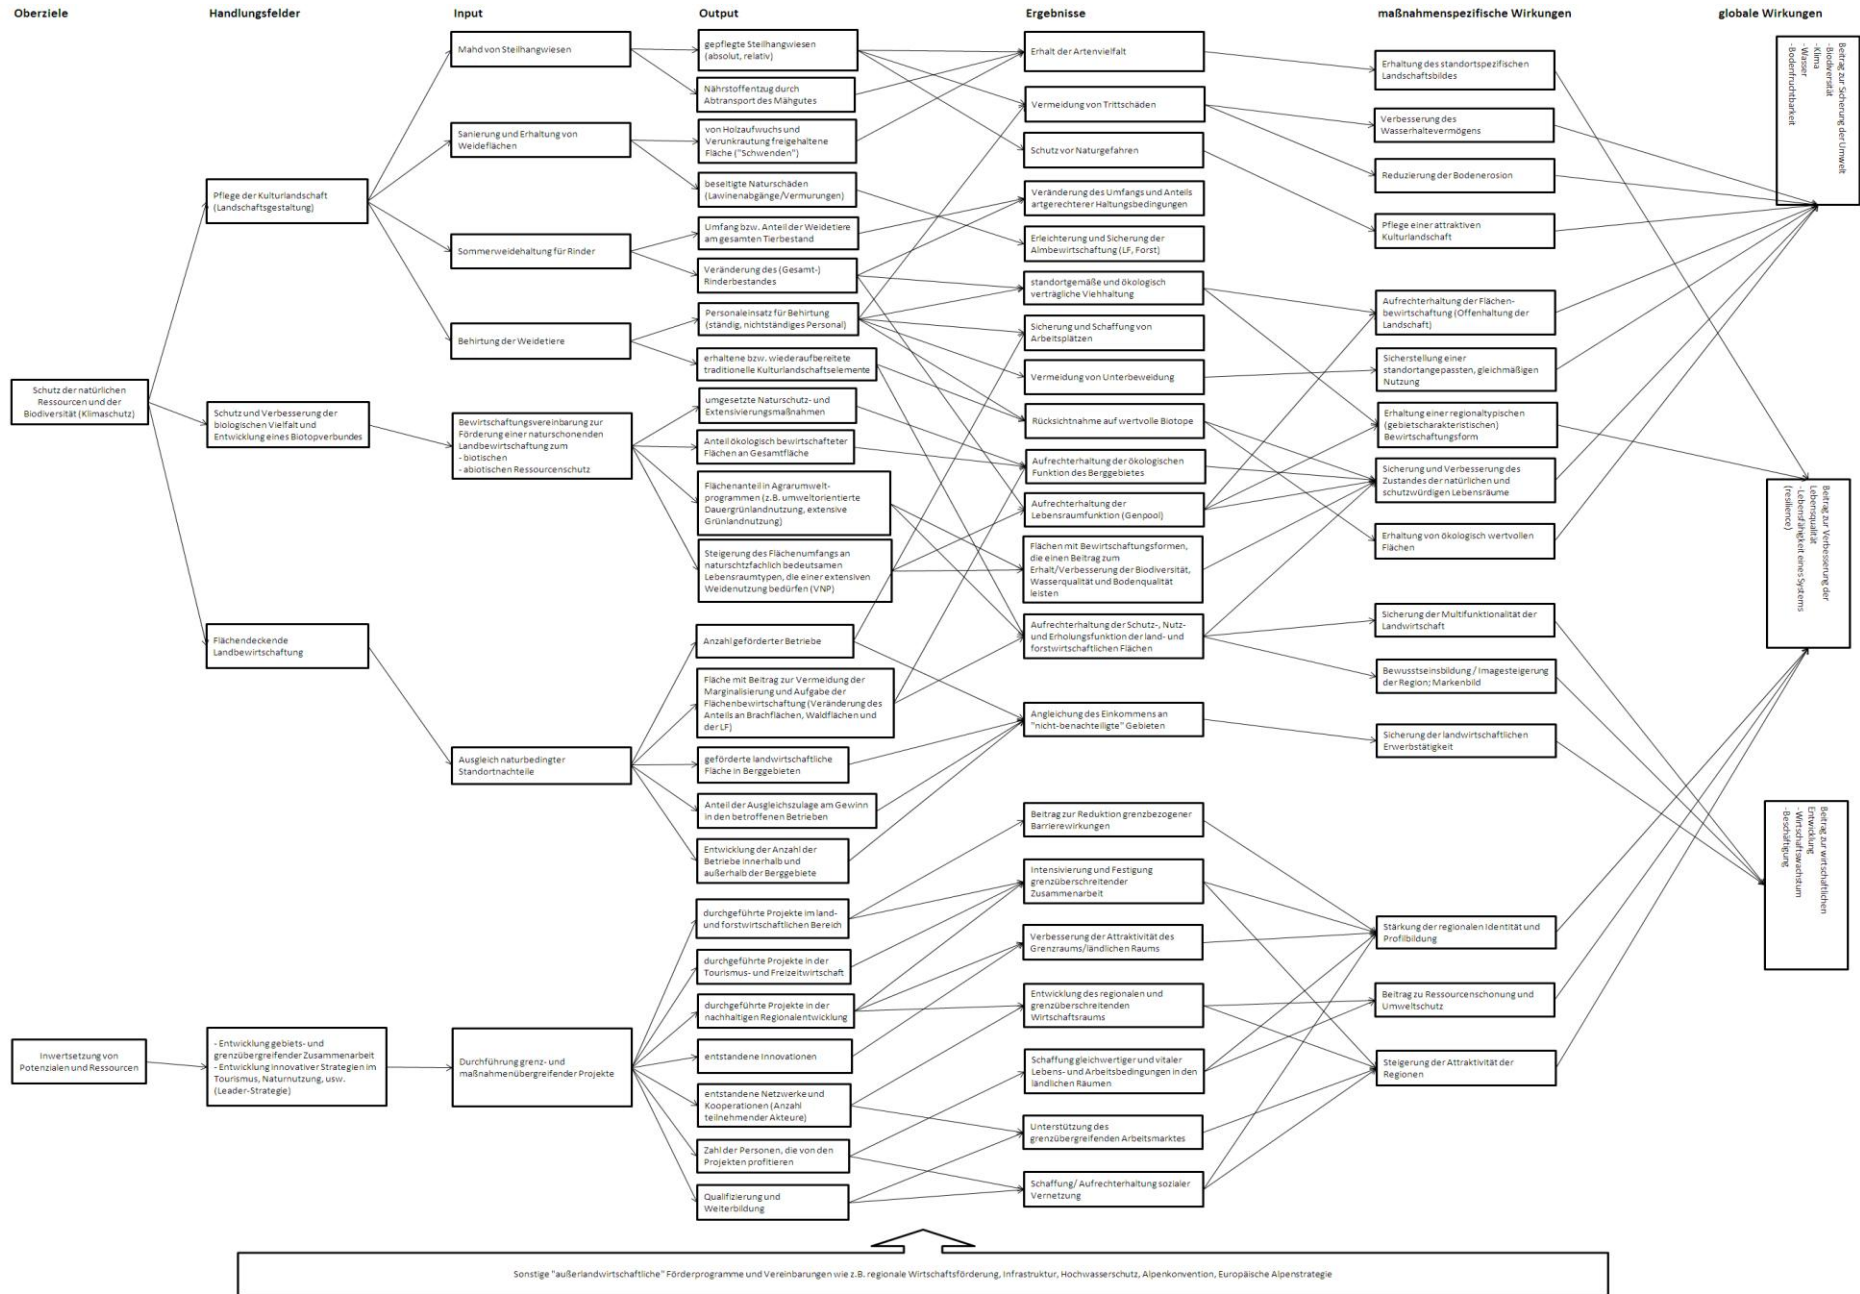 Oberziele
Handlungsfelder
Input
Output
Ergebnisse
maßnahmenspezifische Wirkungen
globale Wirkungen
Schutz der natürlichen
Ressourcen und der
Biodiversität (Klimaschutz)
Inwertsetzung von
Potenzialen und Ressourcen
Pflege der Kulturlandschaft
(Landschaftsgestaltung)
Schutz und Verbesserung der
biologischen Vielfalt und
Entwicklung eines Biotopverbundes
Flächendeckende
Landbewirtschaftung
- Entwicklung gebiets- und
grenzübergreifender Zusammenarbeit
- Entwicklung innovativer Strategien im
Tourismus, Naturnutzung, usw.
(Leader-Strategie)
Mahd von Steilhangwiesen
Sanierung und Erhaltung von
Weideflächen
Sommerweidehaltung für Rinder
Behirtung der Weidetiere
Bewirtschaftungsvereinbarung zur
Förderung einer naturschonenden
Landbewirtschaftung zum
- biotischen
- abiotischen Ressourcenschutz
Ausgleich naturbedingter
Standortnachteile
Durchführung grenz- und
maßnahmenübergreifender Projekte
gepflegte Steilhangwiesen
(absolut, relativ)
Nährstoffentzug durch
Abtransport des Mähgutes
von Holzaufwuchs und
Verunkrautung freigehaltene
Fläche ("Schwenden")
beseitigte Naturschäden
(Lawinenabgänge/Vermurungen)
Umfang bzw. Anteil der Weidetiere
am gesamten Tierbestand
Veränderung des (Gesamt-)
Rinderbestandes
Personaleinsatz für Behirtung
(ständig, nichtständiges Personal)
erhaltene bzw. wiederaufbereitete
traditionelle Kulturlandschaftselemente
umgesetzte Naturschutz- und
Extensivierungsmaßnahmen
Anteil ökologisch bewirtschafteter
Flächen an Gesamtfläche
Flächenanteil in Agrarumwelt-
programmen (z.B. umweltorientierte
Dauergrünlandnutzung, extensive
Grünlandnutzung)
Steigerung des Flächenumfangs an
naturschtzfachlich bedeutsamen
Lebensraumtypen, die einer extensiven
Weidenutzung bedürfen (VNP)
Anzahl geförderter Betriebe
Fläche mit Beitrag zur Vermeidung der
Marginalisierung und Aufgabe der
Flächenbewirtschaftung (Veränderung des
Anteils an Brachflächen, Waldflächen und
der LF)
geförderte landwirtschaftliche
Fläche in Berggebieten
Anteil der Ausgleichszulage am Gewinn
in den betroffenen Betrieben
Entwicklung der Anzahl der
Betriebe innerhalb und
außerhalb der Berggebiete
durchgeführte Projekte im land-
und forstwirtschaftlichen Bereich
durchgeführte Projekte in der
Tourismus- und Freizeitwirtschaft
durchgeführte Projekte in der
nachhaltigen Regionalentwicklung
entstandene Innovationen
entstandene Netzwerke und
Kooperationen (Anzahl
teilnehmender Akteure)
Zahl der Personen, die von den
Projekten profitieren
Qualifizierung und
Weiterbildung
Erhalt der Artenvielfalt
Vermeidung von Trittschäden
Schutz vor Naturgefahren
Veränderung des Umfangs und Anteils
artgerechterer Haltungsbedingungen
Erleichterung und Sicherung der
Almbewirtschaftung (LF, Forst)
standortgemäße und ökologisch
verträgliche Viehhaltung
Sicherung und Schaffung von
Arbeitsplätzen
Vermeidung von Unterbeweidung
Rücksichtnahme auf wertvolle Biotope
Aufrechterhaltung der ökologischen
Funktion des Berggebietes
Aufrechterhaltung der
Lebensraumfunktion (Genpool)
Flächen mit Bewirtschaftungsformen,
die einen Beitrag zum
Erhalt/Verbesserung der Biodiversität,
Wasserqualität und Bodenqualität
leisten
Aufrechterhaltung der Schutz-, Nutz-
und Erholungsfunktion der land- und
forstwirtschaftlichen Flächen
Angleichung des Einkommens an
"nicht-benachteiligte" Gebieten
Beitrag zur Reduktion grenzbezogener
Barrierewirkungen
Intensivierung und Festigung
grenzüberschreitender
Zusammenarbeit
Verbesserung der Attraktivität des
Grenzraums/ländlichen Raums
Entwicklung des regionalen und
grenzüberschreitenden
Wirtschaftsraums
Schaffung gleichwertiger und vitaler
Lebens- und Arbeitsbedingungen in den
ländlichen Räumen
Unterstützung des
grenzübergreifenden Arbeitsmarktes
Schaffung/ Aufrechterhaltung sozialer
Vernetzung
Erhaltung des standortspezifischen
Landschaftsbildes
Verbesserung des
Wasserhaltevermögens
Reduzierung der Bodenerosion
Pflege einer attraktiven
Kulturlandschaft
Aufrechterhaltung der Flächen-
bewirtschaftung (Offenhaltung der
Landschaft)
Sicherstellung einer
standortangepassten, gleichmäßigen
Nutzung
Erhaltung einer regionaltypischen
(gebietscharakteristischen)
Bewirtschaftungsform
Sicherung und Verbesserung des
Zustandes der natürlichen und
schutzwürdigen Lebensräume
Erhaltung von ökologisch wertvollen
Flächen
Sicherung der Multifunktionalität der
Landwirtschaft
Bewusstseinsbildung / Imagesteigerung
der Region; Markenbild
Sicherung der landwirtschaftlichen
Erwerbstätigkeit
Stärkung der regionalen Identität und
Profilbildung
Beitrag zu Ressourcenschonung und
Umweltschutz
Steigerung der Attraktivität der
Regionen
Beitrag zur Sicherung der Umwelt
- Biodiversität
- Klima
- Wasser
- Bodenfruchtbarkeit
Beitrag zur Verbesserung der
Lebensqualität
- Lebensfähigkeit eines Systems
(resilience)
Beitrag zur wirtschaftlichen
Entwicklung
- Wirtschaftswachstum
- Beschäftigung
Sonstige "außerlandwirtschaftliche" Förderprogramme und Vereinbarungen wie z.B. regionale Wirtschaftsförderung, Infrastruktur, Hochwasserschutz, Alpenkonvention, Europäische Alpenstrategie